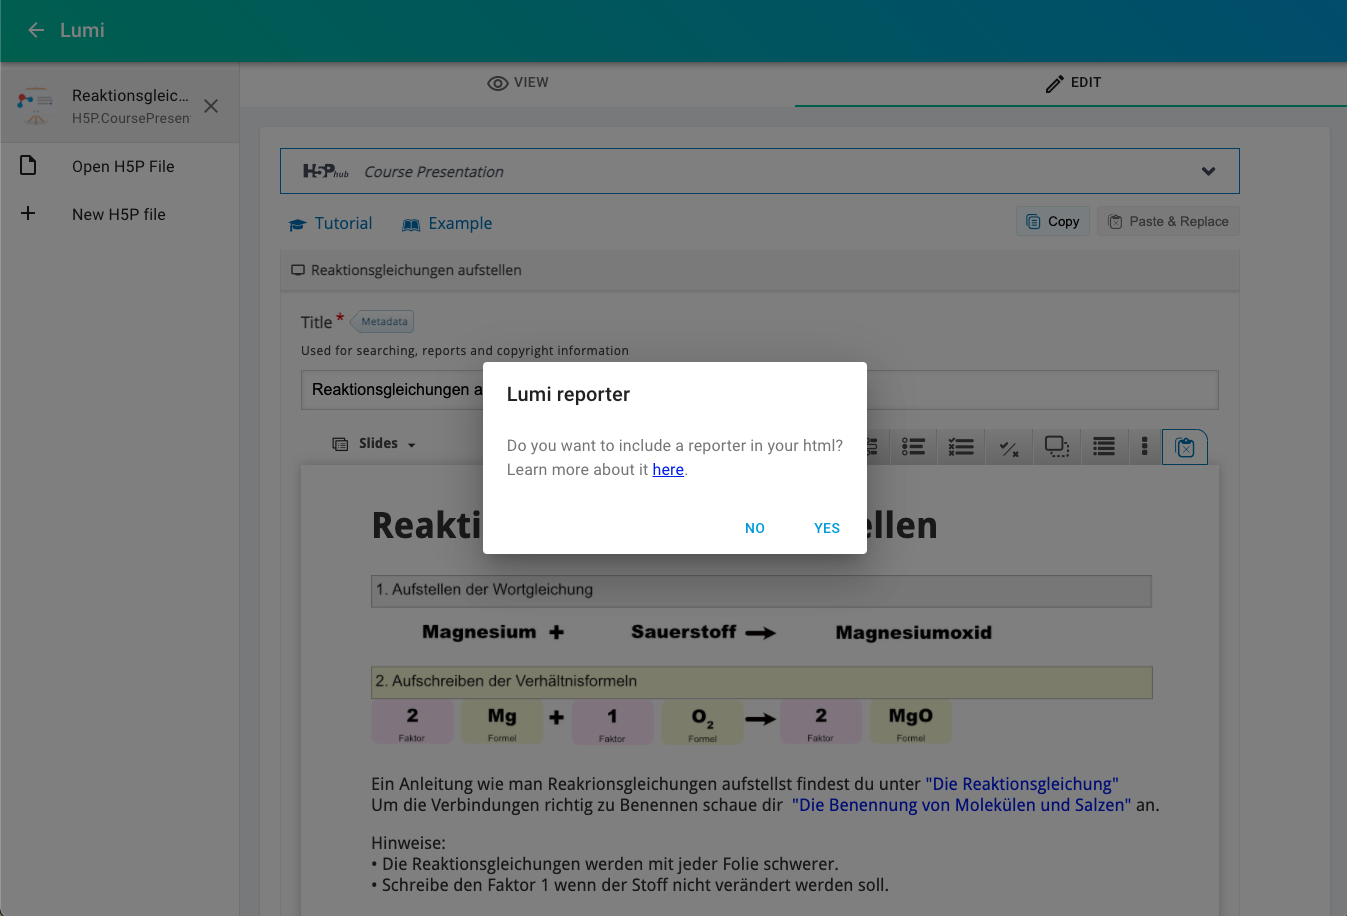 Lumi
Reaktionsgleic...
H5P.CoursePresen
Open H5P File
New H5P file
VIEW
EDIT
H5P hub Course Presentation
Tutorial
Example
Copy
Paste & Replace
Reaktionsgleichungen aufstellen
Title *
Metadata
Used for searching, reports and copyright information
Reaktionsgleichungen a
Slides
Lumi reporter
Do you want to include a reporter in your html?
Learn more about it here.
NO
YES
Reakti
ellen
1. Aufstellen der Wortgleichung
Magnesium + Sauerstoff → Magnesiumoxid
2. Aufschreiben der Verhältnisformeln
2 Mg + 1 O₂ → 2 MgO
Faktor Formel Faktor Formel Faktor Formel
Ein Anleitung wie man Reakrionsgleichungen aufstellst findest du unter "Die Reaktionsgleichung"
Um die Verbindungen richtig zu Benennen schaue dir "Die Benennung von Molekülen und Salzen" an.
Hinweise:
• Die Reaktionsgleichungen werden mit jeder Folie schwerer.
• Schreibe den Faktor 1 wenn der Stoff nicht verändert werden soll.